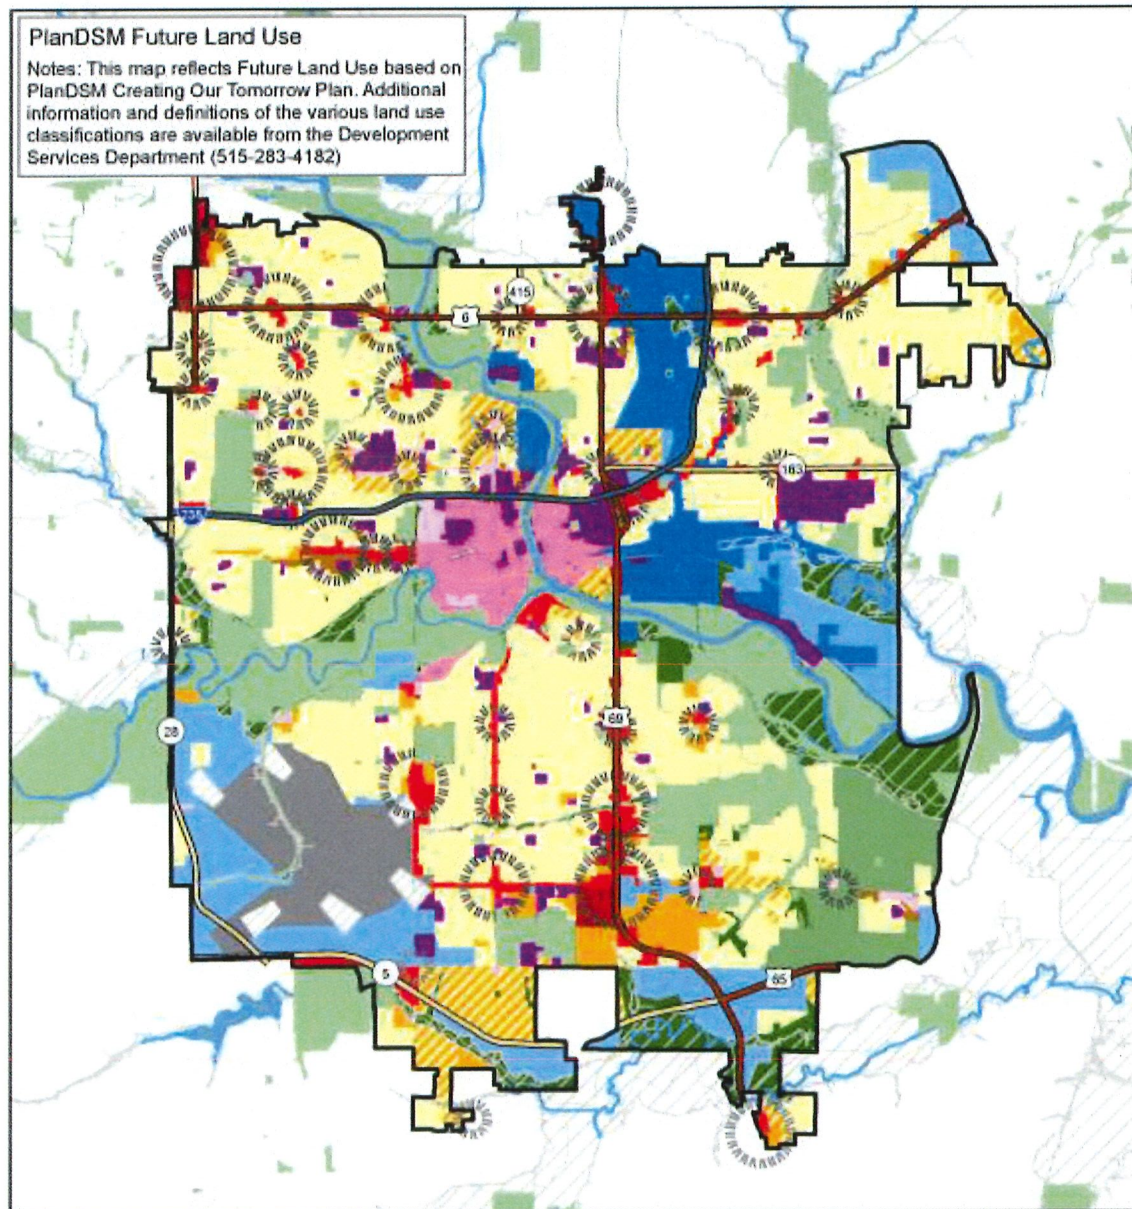 PlanDSM Future Land Use
Notes: This map reflects Future Land Use based on
PlanDSM Creating Our Tomorrow Plan. Additional
information and definitions of the various land use
classifications are available from the Development
Services Department (515-283-4182)
415
6
163
235
69
28
5
65